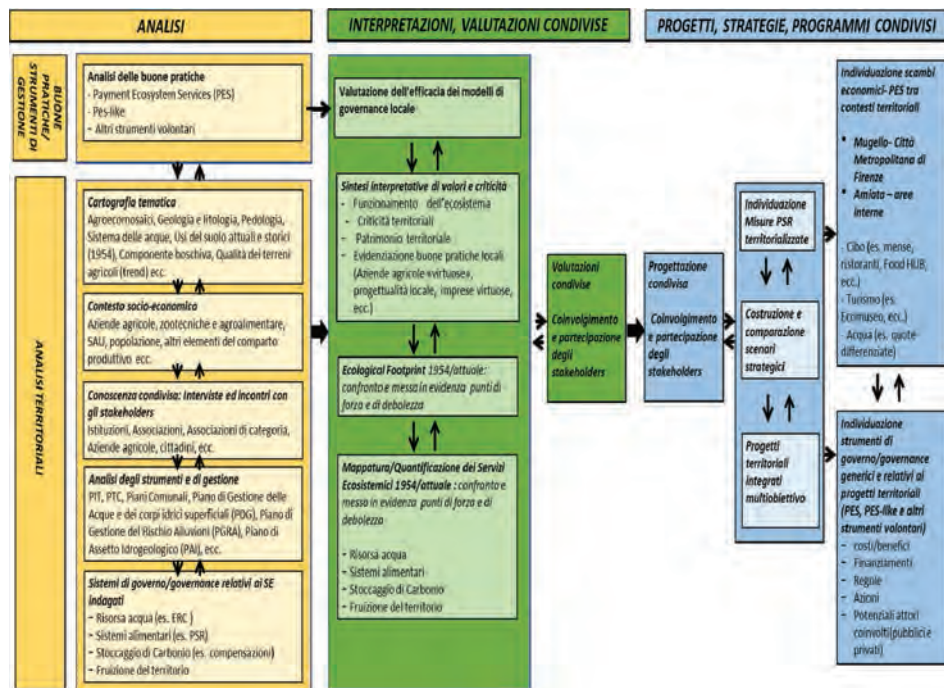 ANALISI
INTERPRETAZIONI, VALUTAZIONI CONDIVISE
PROGETTI, STRATEGIE, PROGRAMMI CONDIVISI
BUONE
PRATICHE/
STRUMENTI DI
GESTIONE
Analisi delle buone pratiche
- Payment Ecosystem Services (PES)
- Pes-like
- Altri strumenti volontari
ANALISI TERRITORIALI
Cartografia tematica
Agroecomosaici, Geologia e litologia, Pedologia,
Sistema delle acque, Usi del suolo attuali e storici
(1954), Componente boschiva, Qualità dei terreni
agricoli (trend) ecc.
Contesto socio-economico
Aziende agricole, zootecniche e agroalimentare,
SAU, popolazione, altri elementi del comparto
produttivo ecc.
Conoscenza condivisa: Interviste ed incontri con
gli stakeholders
Istituzioni, Associazioni, Associazioni di categoria,
Aziende agricole, cittadini, ecc.
Analisi degli strumenti e di gestione
PIT, PTC, Piani Comunali, Piano di Gestione delle
Acque e dei corpi idrici superficiali (PDG), Piano di
Gestione del Rischio Alluvioni (PGRA), Piano di
Assetto Idrogeologico (PAI), ecc.
Sistemi di governo/governance relativi ai SE
indagati
- Risorsa acqua (es. ERC )
- Sistemi alimentari (es. PSR)
- Stoccaggio di Carbonio (es. compensazioni)
- Fruizione del territorio
Valutazione dell'efficacia dei modelli di
governance locale
Sintesi interpretative di valori e criticità
- Funzionamento dell'ecosistema
- Criticità territoriali
- Patrimonio territoriale
- Evidenziazione buone pratiche locali
(Aziende agricole «virtuose»,
progettualità locale, imprese virtuose,
ecc.)
Ecological Footprint 1954/attuale:
confronto e messa in evidenza punti di
forza e di debolezza
Mappatura/Quantificazione dei Servizi
Ecosistemici 1954/attuale : confronto e
messo in evidenza punti di forza e di
debolezza
- Risorsa acqua
- Sistemi alimentari
- Stoccaggio di Carbonio
- Fruizione del territorio
Valutazioni
condivise
Coinvolgimento
e partecipazione
degli
stakeholders
Progettazione
condivisa
Coinvolgimento
e partecipazione
degli
stakeholders
Individuazione
Misure PSR
territorializzate
Costruzione e
comparazione
scenari
strategici
Progetti
territoriali
integrati
multiobiettivo
Individuazione scambi
economici- PES tra
contesti territoriali
• Mugello- Città
Metropolitana di
Firenze
• Amiata – aree
interne
- Cibo (es. mense,
ristoranti, Food HUB,
ecc.)
- Turismo (es.
Ecomuseo, ecc.)
- Acqua (es. quote
differenziate)
Individuazione
strumenti di
governo/governance
generici e relativi ai
progetti territoriali
(PES, PES-like e altri
strumenti volontari)
- costi/benefici
- Finanziamenti
- Regole
- Azioni
- Potenziali attori
coinvolti(pubblici e
privati)